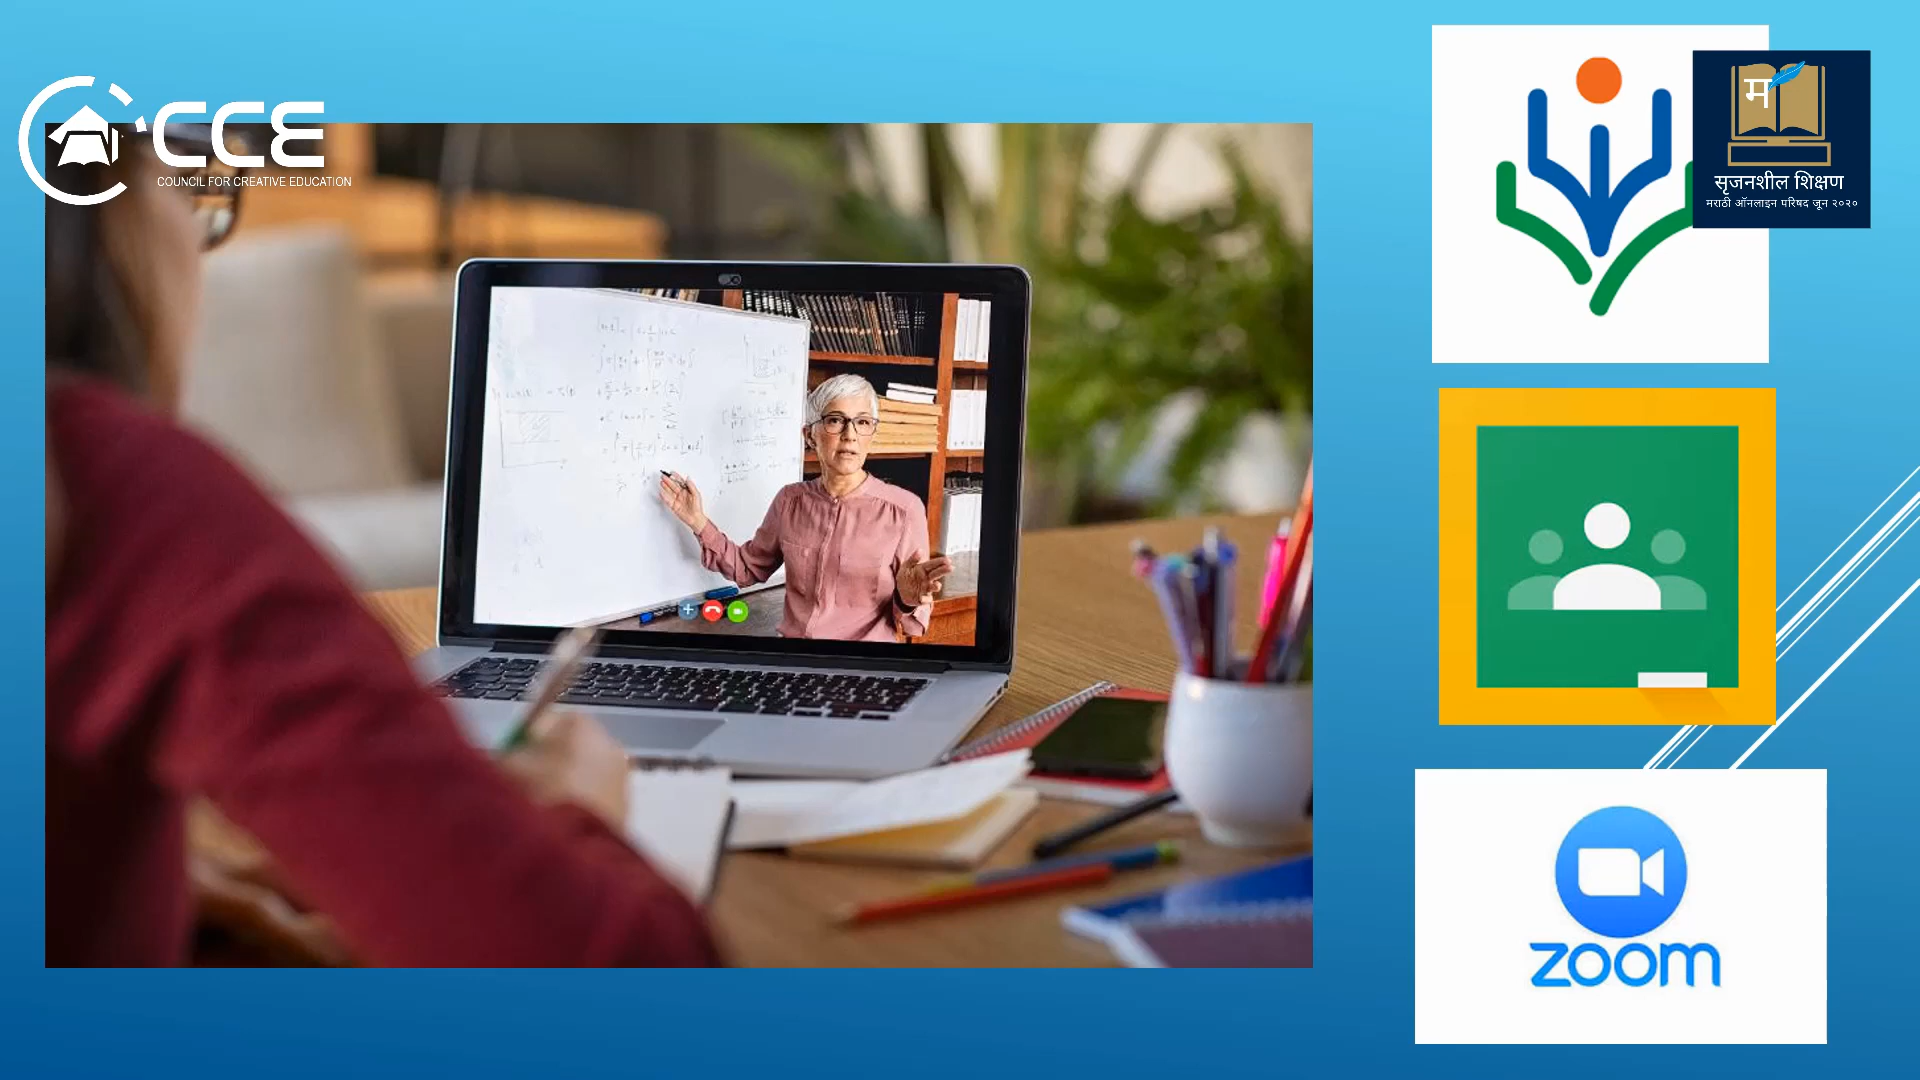 CCE
COUNCIL FOR CREATIVE EDUCATION
म
सृजनशील शिक्षण
मराठी ऑनलाइन परिषद जून २०२०
zoom